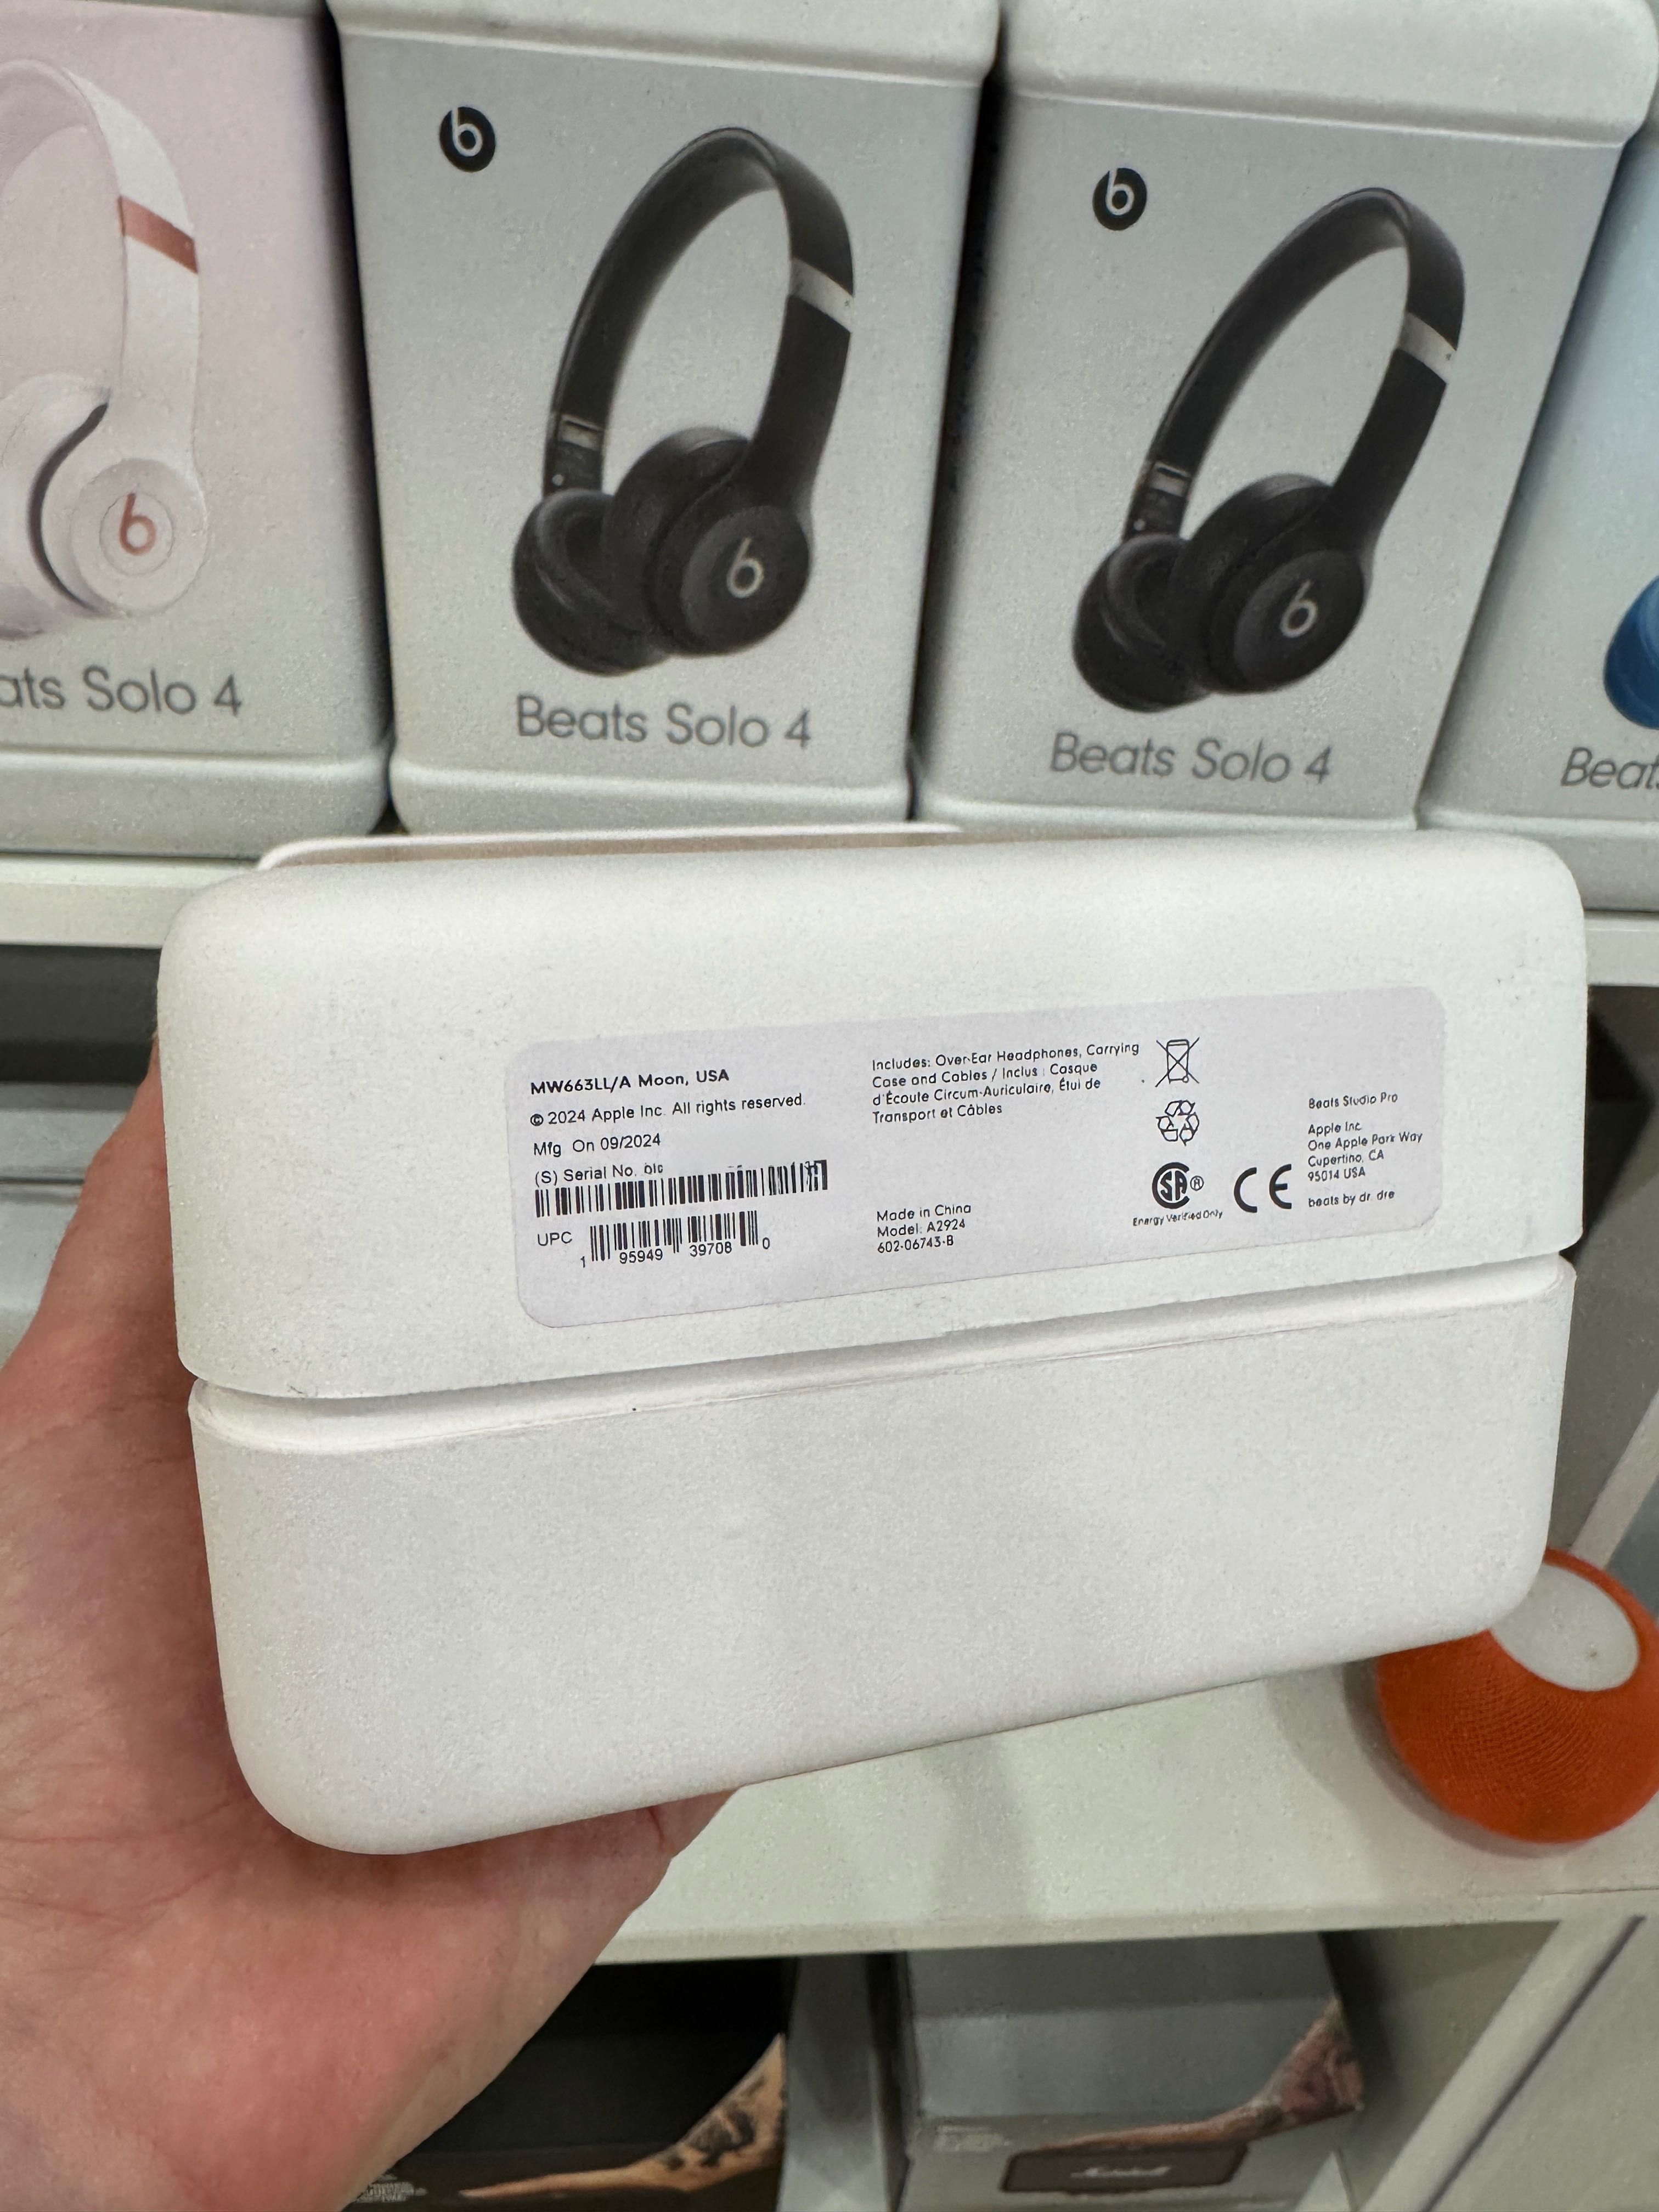 b
b
b
b
b
ats Solo 4
Beats Solo 4
Beats Solo 4
Beat
MW663LL/A Moon, USA
© 2024 Apple Inc. All rights reserved.
Mfg On 09/2024
(S) Serial No.
UPC
1 95949 39708 0
Includes: Over-Ear Headphones, Carrying
Case and Cables / Inclus : Casque
d'Écoute Circum-Auriculaire, Étui de
Transport et Câbles
Made in China
Model: A2924
602-06743-B
SA®
Energy Verified Only
CE
Beats Studio Pro
Apple Inc.
One Apple Park Way
Cupertino, CA
95014 USA
beats by dr. dre
Marshall